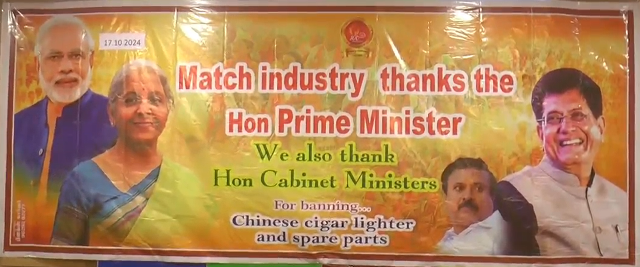 17.10.2024
Match industry thanks the
Hon Prime Minister
We also thank
Hon Cabinet Ministers
For banning...
Chinese cigar lighter
and spare parts